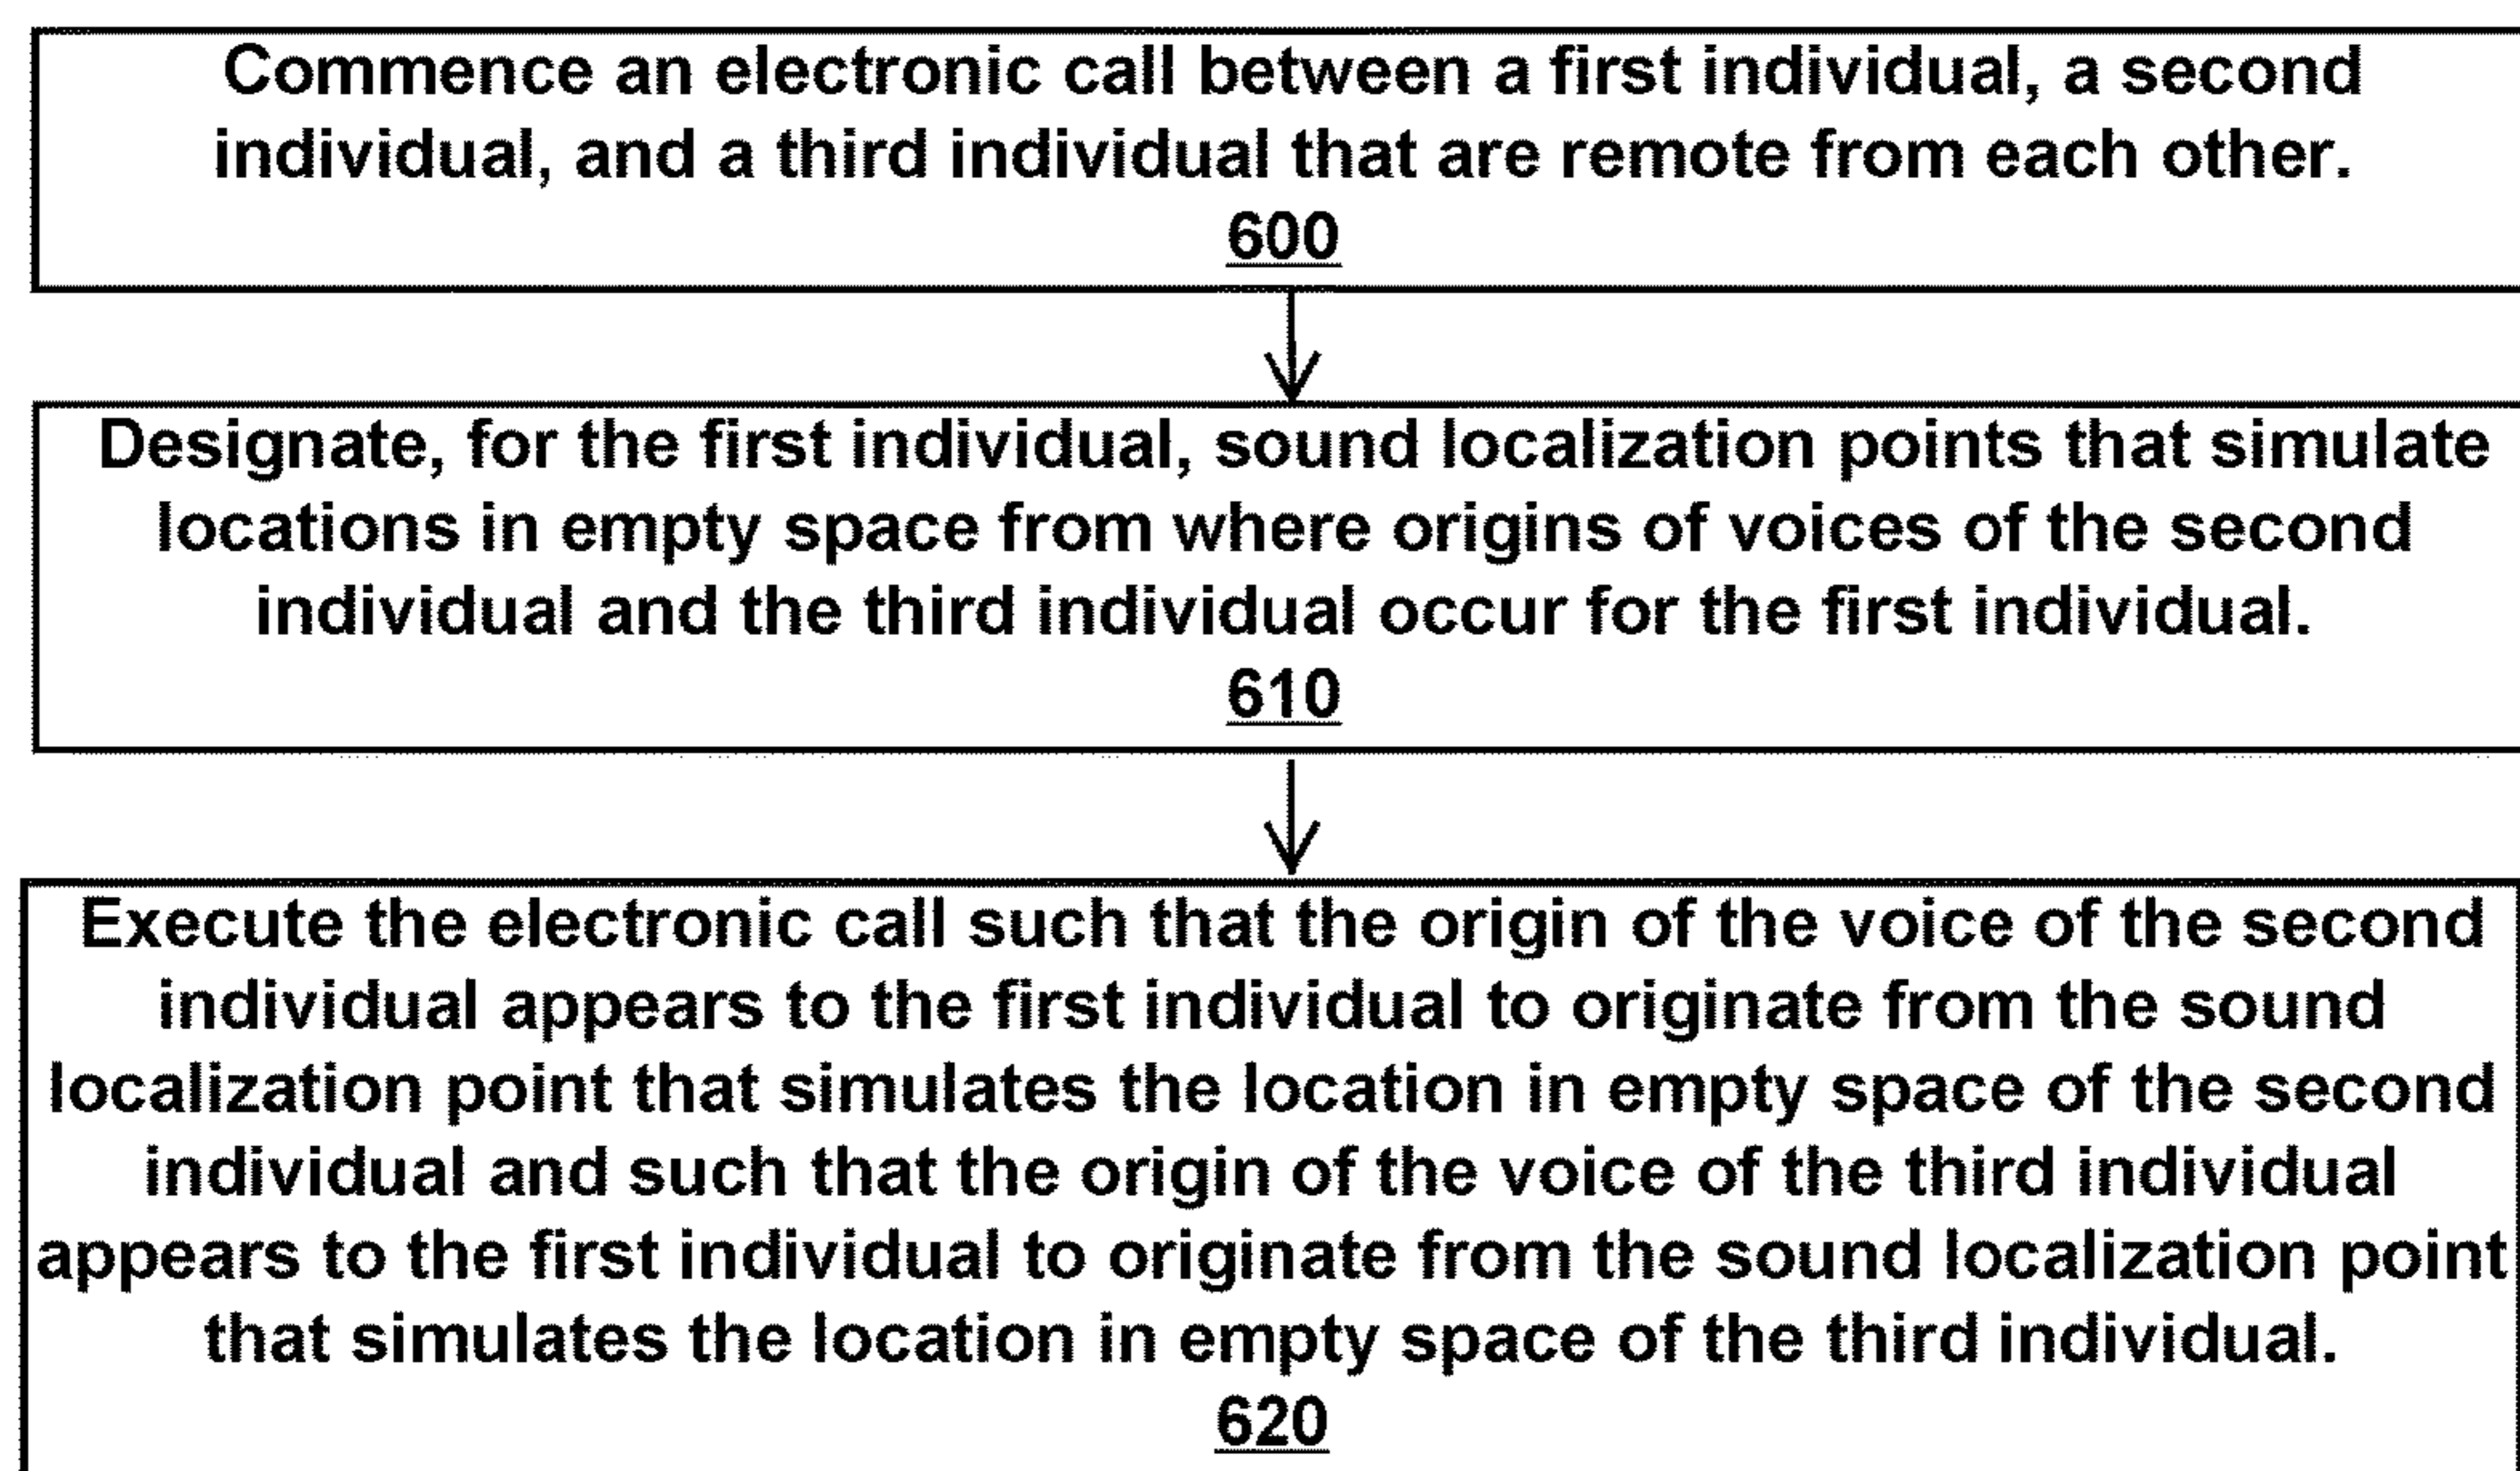 Commence an electronic call between a first individual, a second
individual, and a third individual that are remote from each other.
600
Designate, for the first individual, sound localization points that simulate
locations in empty space from where origins of voices of the second
individual and the third individual occur for the first individual.
610
Execute the electronic call such that the origin of the voice of the second
individual appears to the first individual to originate from the sound
localization point that simulates the location in empty space of the second
individual and such that the origin of the voice of the third individual
appears to the first individual to originate from the sound localization point
that simulates the location in empty space of the third individual.
620